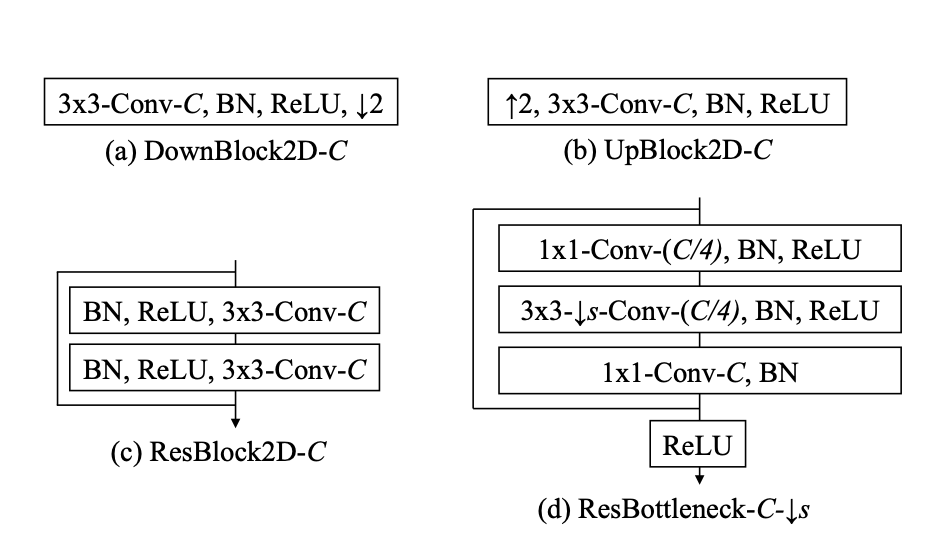 3x3-Conv-C, BN, ReLU, ↓2
(a) DownBlock2D-C
↑2, 3x3-Conv-C, BN, ReLU
(b) UpBlock2D-C
BN, ReLU, 3x3-Conv-C
BN, ReLU, 3x3-Conv-C
(c) ResBlock2D-C
1x1-Conv-(C/4), BN, ReLU
3x3-↓s-Conv-(C/4), BN, ReLU
1x1-Conv-C, BN
ReLU
(d) ResBottleneck-C-↓s